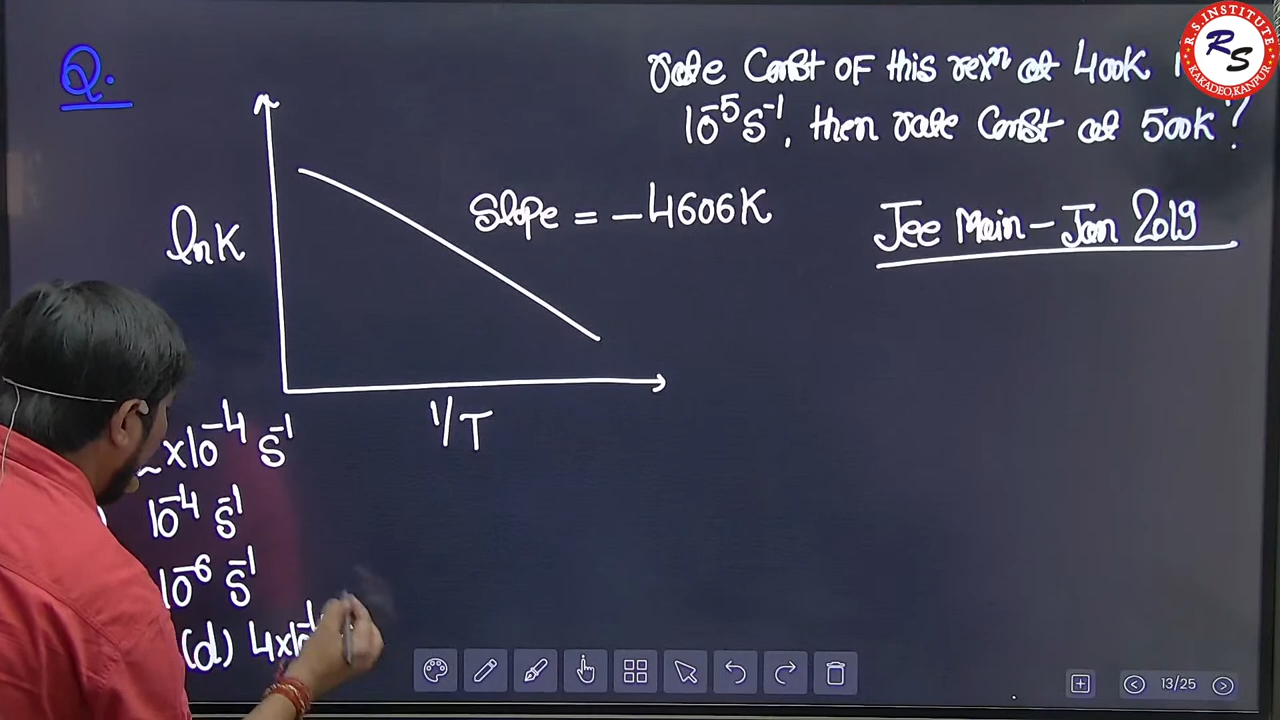 Q.
rate Const OF this rexⁿ at 400K
10⁻⁵ S⁻¹, then rate Const at 500K ?
Slope = -4606K
Jee Main - Jan 2019
lnK
1/T
x10⁻⁴ S⁻¹
10⁻⁴ S⁻¹
10⁻⁶ S⁻¹
(d) 4x10
R.S.INSTITUTE
RS
KAKADEO,KANPUR
13/25